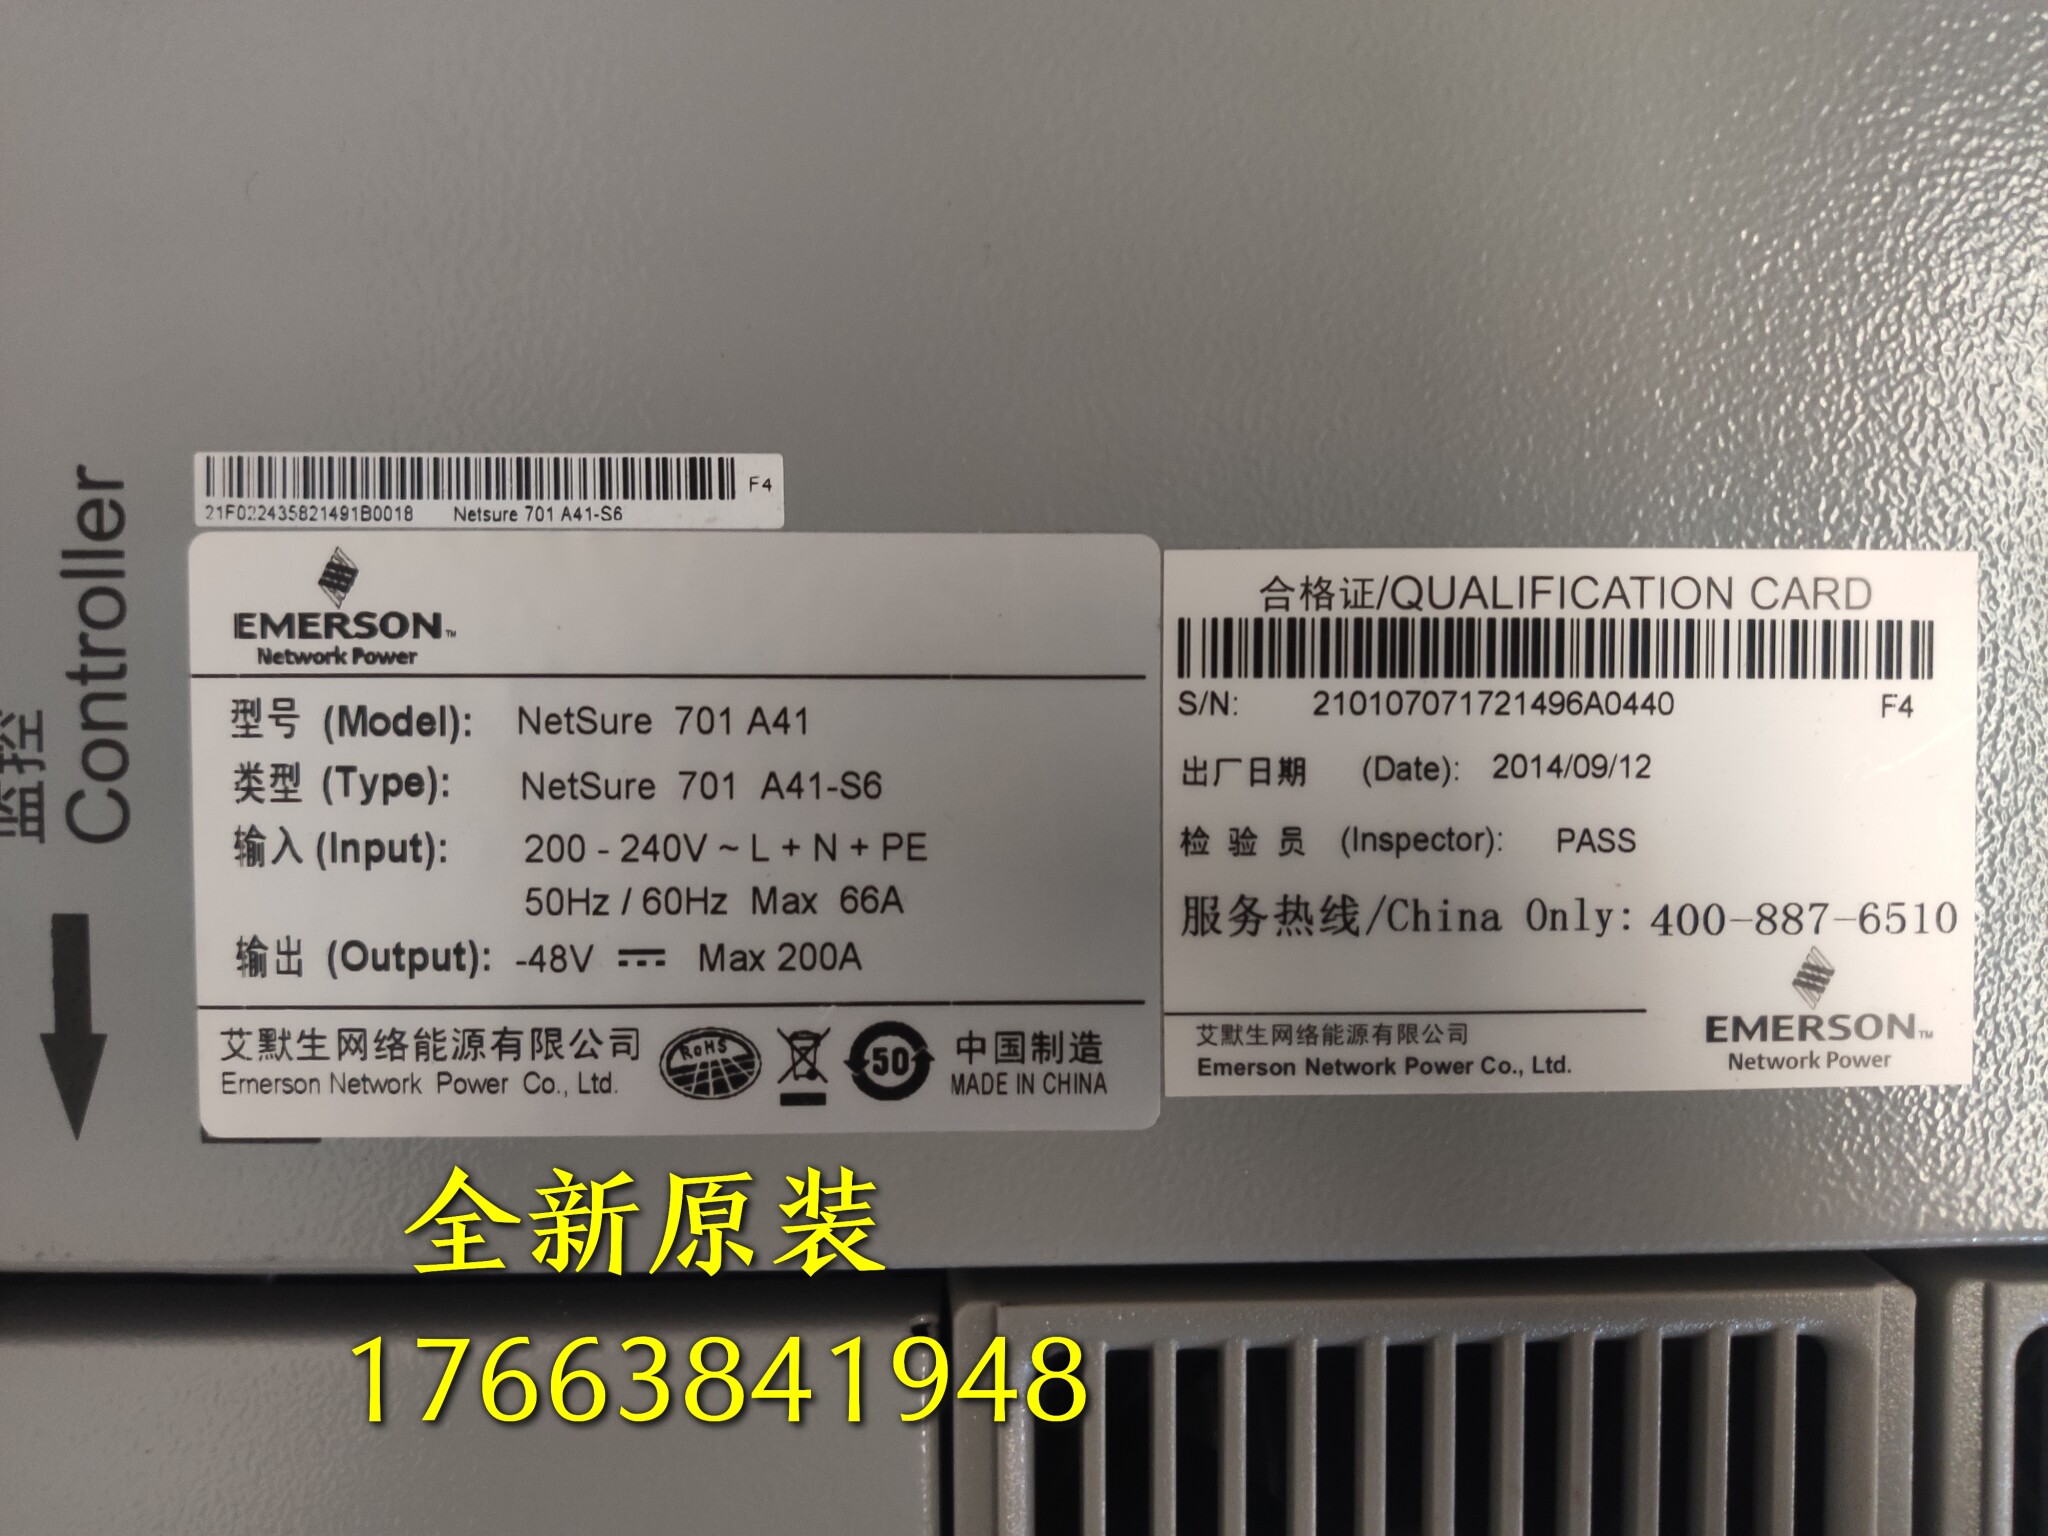 监控
Controller
21F022435821491B0018 Netsure 701 A41-S6 F4
EMERSON™
Network Power
型号 (Model): NetSure 701 A41
类型 (Type): NetSure 701 A41-S6
输入 (Input): 200 - 240V ~ L + N + PE
50Hz / 60Hz Max 66A
输出 (Output): -48V ⎓ Max 200A
艾默生网络能源有限公司
Emerson Network Power Co., Ltd.
RoHS
50
中国制造
MADE IN CHINA
合格证/QUALIFICATION CARD
S/N: 210107071721496A0440 F4
出厂日期 (Date): 2014/09/12
检验员 (Inspector): PASS
服务热线/China Only: 400-887-6510
艾默生网络能源有限公司
Emerson Network Power Co., Ltd.
EMERSON™
Network Power
全新原装
17663841948